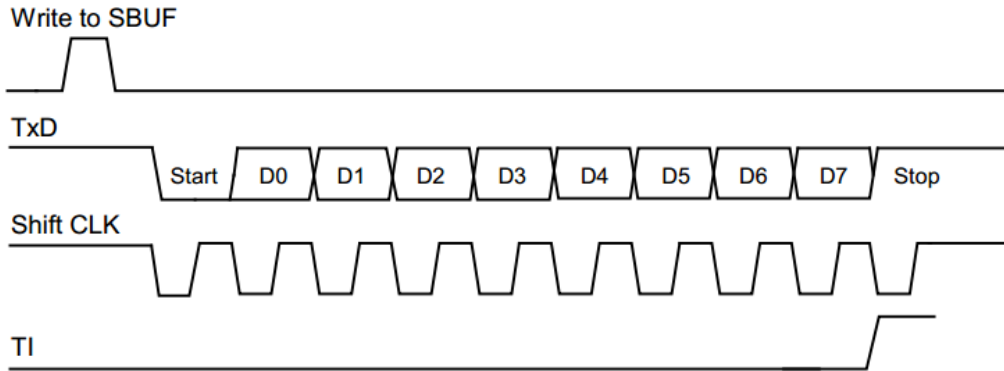 Write to SBUF
TxD
Start D0 D1 D2 D3 D4 D5 D6 D7 Stop
Shift CLK
TI